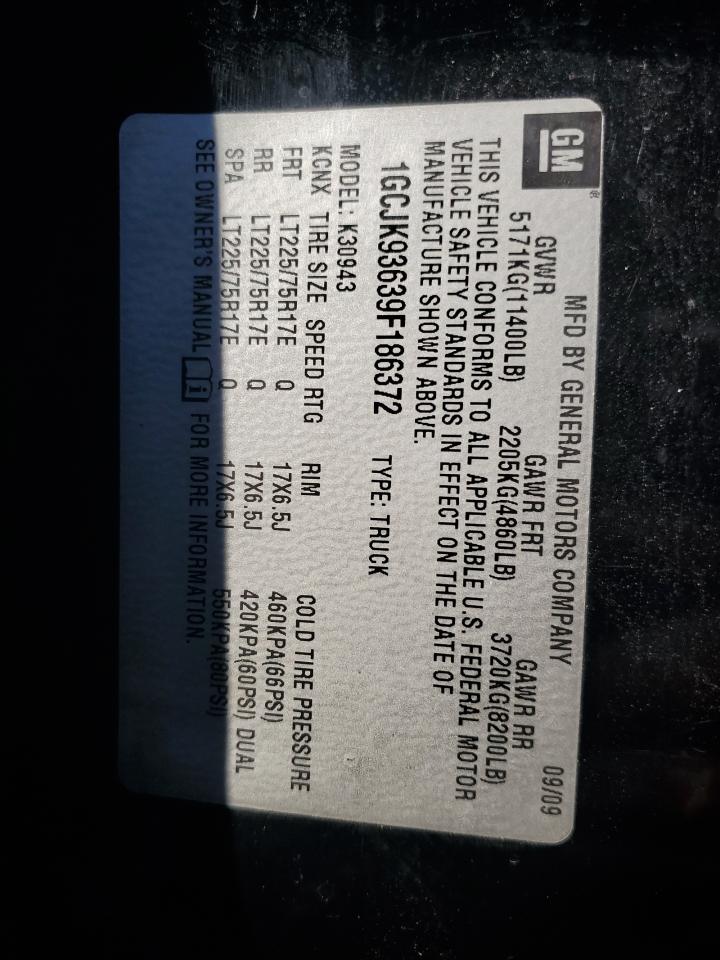 GM®
MFD BY GENERAL MOTORS COMPANY 09/09
GVWR GAWR FRT GAWR RR
5171KG(11400LB) 2205KG(4860LB) 3720KG(8200LB)
THIS VEHICLE CONFORMS TO ALL APPLICABLE U.S. FEDERAL MOTOR
VEHICLE SAFETY STANDARDS IN EFFECT ON THE DATE OF
MANUFACTURE SHOWN ABOVE.
1GCJK93639F186372 TYPE: TRUCK
MODEL: K30943
KCNX TIRE SIZE SPEED RTG RIM COLD TIRE PRESSURE
FRT LT225/75R17E Q 17X6.5J 460KPA(66PSI)
RR LT225/75R17E Q 17X6.5J 420KPA(60PSI) DUAL
SPA LT225/75R17E Q 17X6.5J 550KPA(80PSI)
SEE OWNER'S MANUAL i FOR MORE INFORMATION.